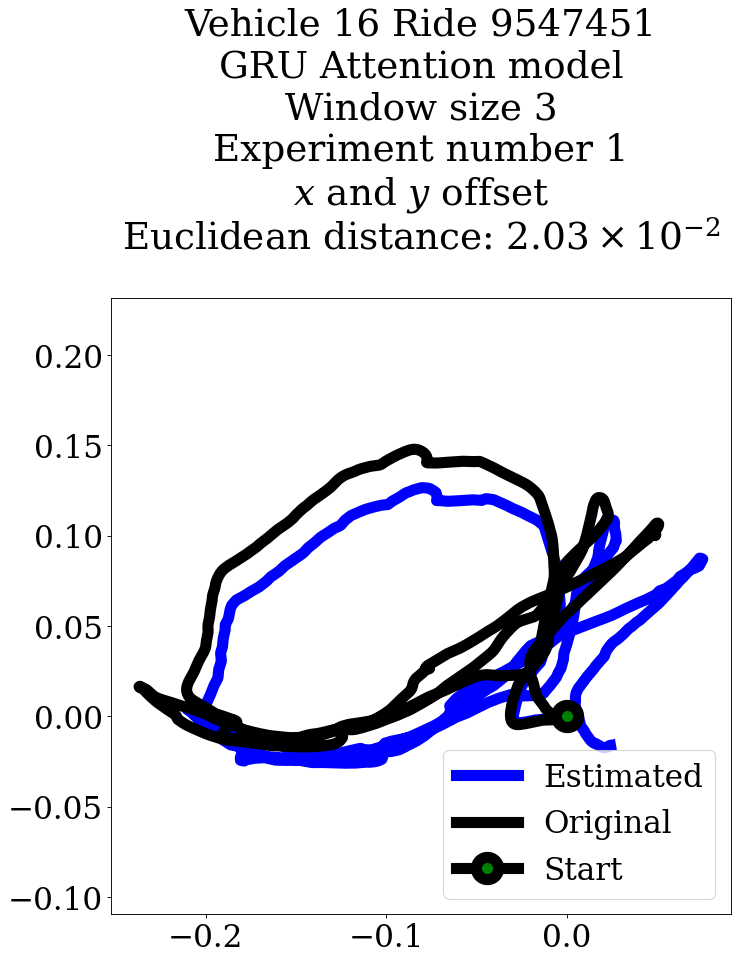 Vehicle 16 Ride 9547451
GRU Attention model
Window size 3
Experiment number 1
x and y offset
Euclidean distance: 2.03 × 10⁻²
0.20
0.15
0.10
0.05
0.00
−0.05
−0.10
−0.2
−0.1
0.0
Estimated
Original
Start